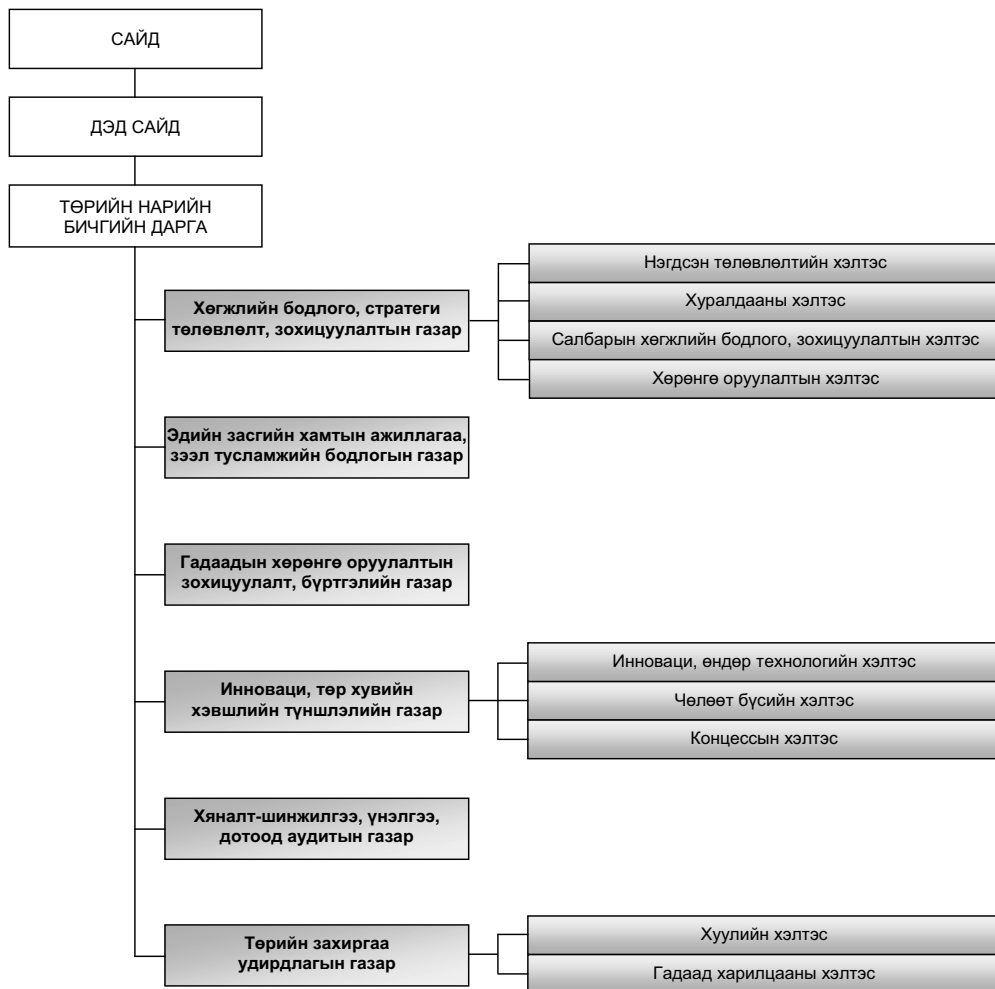 САЙД
ДЭД САЙД
ТӨРИЙН НАРИЙН
БИЧГИЙН ДАРГА
Хөгжлийн бодлого, стратеги
төлөвлөлт, зохицуулалтын газар
Нэгдсэн төлөвлөлтийн хэлтэс
Хуралдааны хэлтэс
Салбарын хөгжлийн бодлого, зохицуулалтын хэлтэс
Хөрөнгө оруулалтын хэлтэс
Эдийн засгийн хамтын ажиллагаа,
зээл тусламжийн бодлогын газар
Гадаадын хөрөнгө оруулалтын
зохицуулалт, бүртгэлийн газар
Инноваци, төр хувийн
хэвшлийн түншлэлийн газар
Инноваци, өндөр технологийн хэлтэс
Чөлөөт бүсийн хэлтэс
Концессын хэлтэс
Хяналт-шинжилгээ, үнэлгээ,
дотоод аудитын газар
Төрийн захиргаа
удирдлагын газар
Хуулийн хэлтэс
Гадаад харилцааны хэлтэс